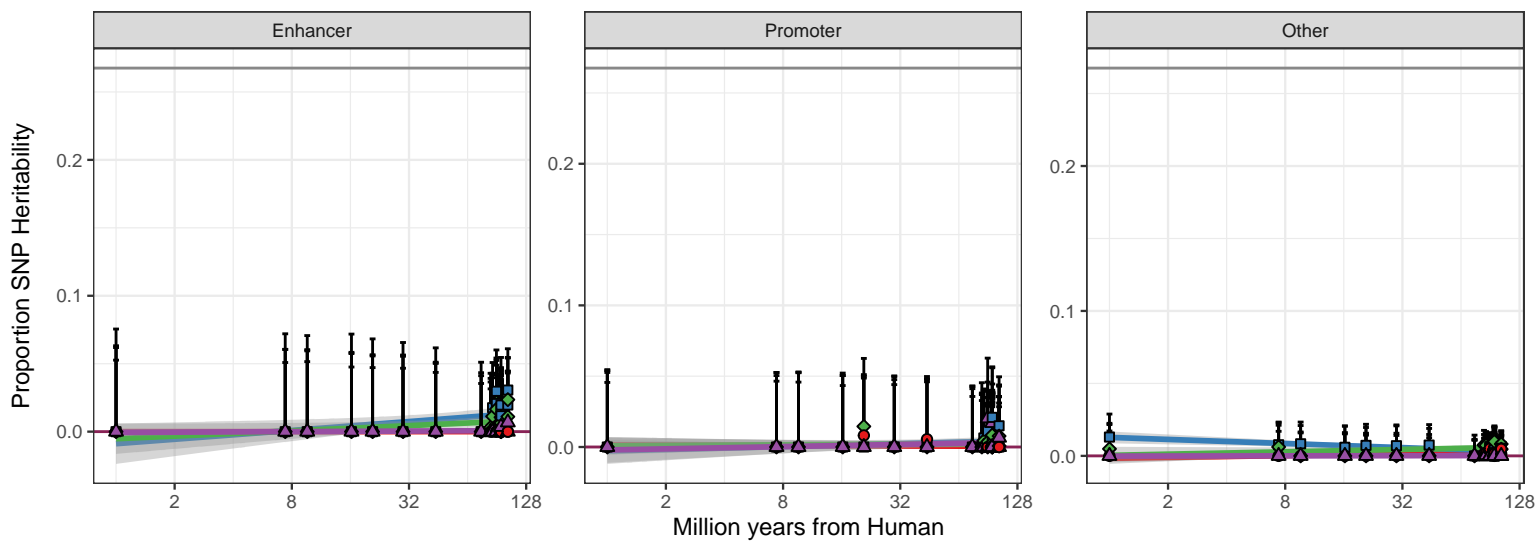 Enhancer
Promoter
Other
Proportion SNP Heritability
0.2
0.1
0.0
0.2
0.1
0.0
0.2
0.1
0.0
2 8 32 128
2 8 32 128
2 8 32 128
Million years from Human